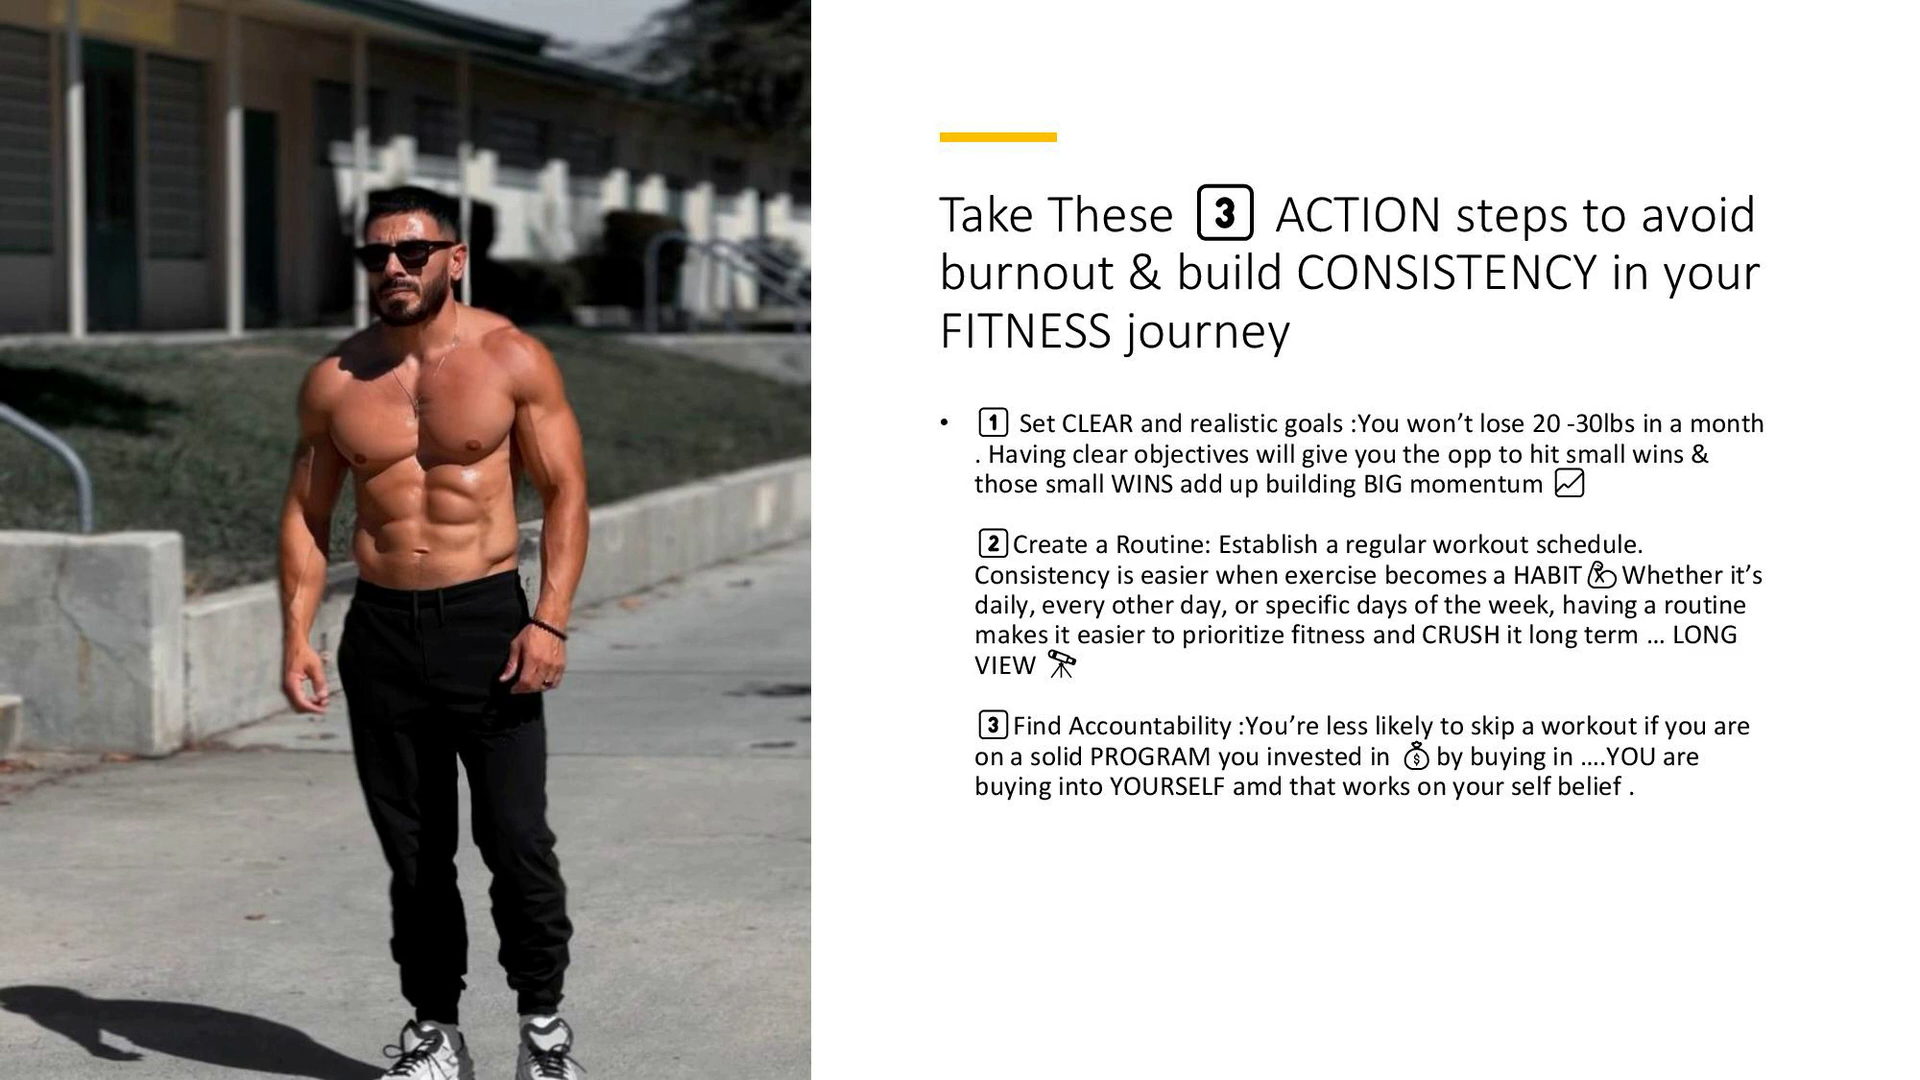 Take These 3️⃣ ACTION steps to avoid
burnout & build CONSISTENCY in your
FITNESS journey
• 1️⃣ Set CLEAR and realistic goals :You won’t lose 20 -30lbs in a month
. Having clear objectives will give you the opp to hit small wins &
those small WINS add up building BIG momentum 📈
2️⃣Create a Routine: Establish a regular workout schedule.
Consistency is easier when exercise becomes a HABIT💪Whether it’s
daily, every other day, or specific days of the week, having a routine
makes it easier to prioritize fitness and CRUSH it long term … LONG
VIEW 🔭
3️⃣Find Accountability :You’re less likely to skip a workout if you are
on a solid PROGRAM you invested in 💰by buying in ….YOU are
buying into YOURSELF amd that works on your self belief .